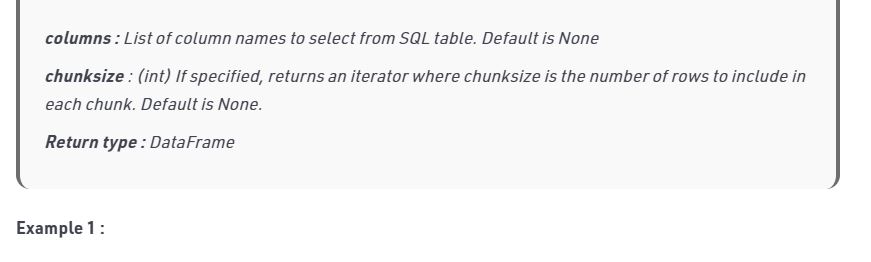 columns : List of column names to select from SQL table. Default is None
chunksize : (int) If specified, returns an iterator where chunksize is the number of rows to include in
each chunk. Default is None.
Return type : DataFrame
Example 1 :